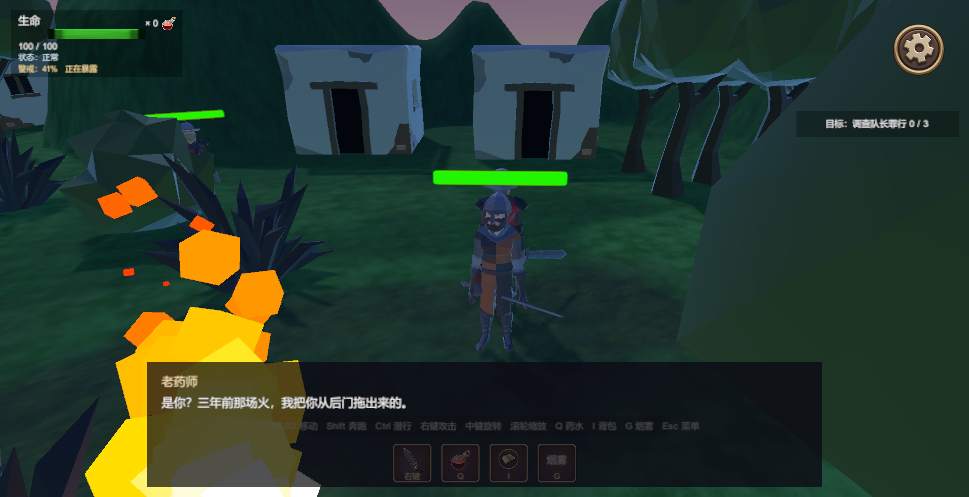 生命
× 0
100 / 100
状态：正常
警戒：41% 正在暴露
目标：调查队长罪行 0 / 3
老药师
是你？三年前那场火，我把你从后门拖出来的。
移动 Shift 奔跑 Ctrl 潜行 右键攻击 中键旋转 滚轮缩放 Q 药水 I 背包 G 烟雾 Esc 菜单
烟雾
右键 Q I G